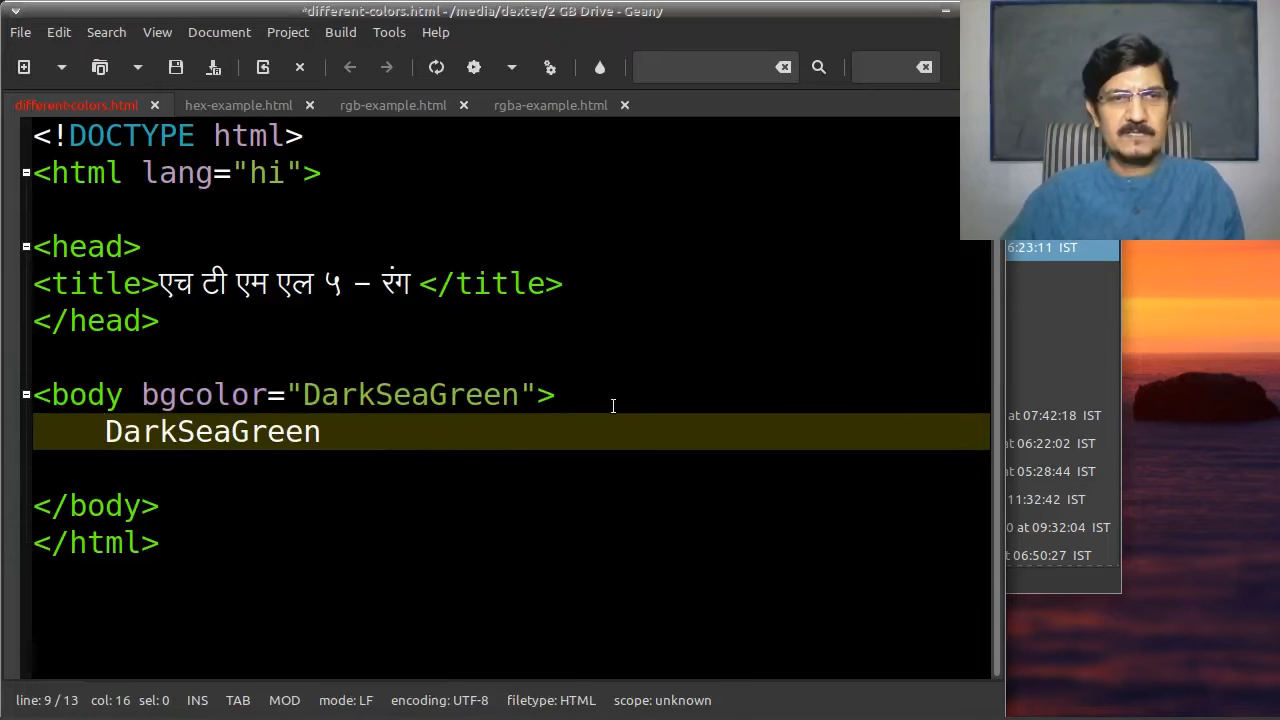 *different-colors.html - /media/dexter/2 GB Drive - Geany
File Edit Search View Document Project Build Tools Help
different-colors.html hex-example.html rgb-example.html rgba-example.html
<!DOCTYPE html>
<html lang="hi">
<head>
<title>एच टी एम एल ५ – रंग </title>
</head>
<body bgcolor="DarkSeaGreen">
DarkSeaGreen
</body>
</html>
6:23:11 IST
at 07:42:18 IST
at 06:22:02 IST
at 05:28:44 IST
11:32:42 IST
0 at 09:32:04 IST
at 06:50:27 IST
line: 9 / 13 col: 16 sel: 0 INS TAB MOD mode: LF encoding: UTF-8 filetype: HTML scope: unknown